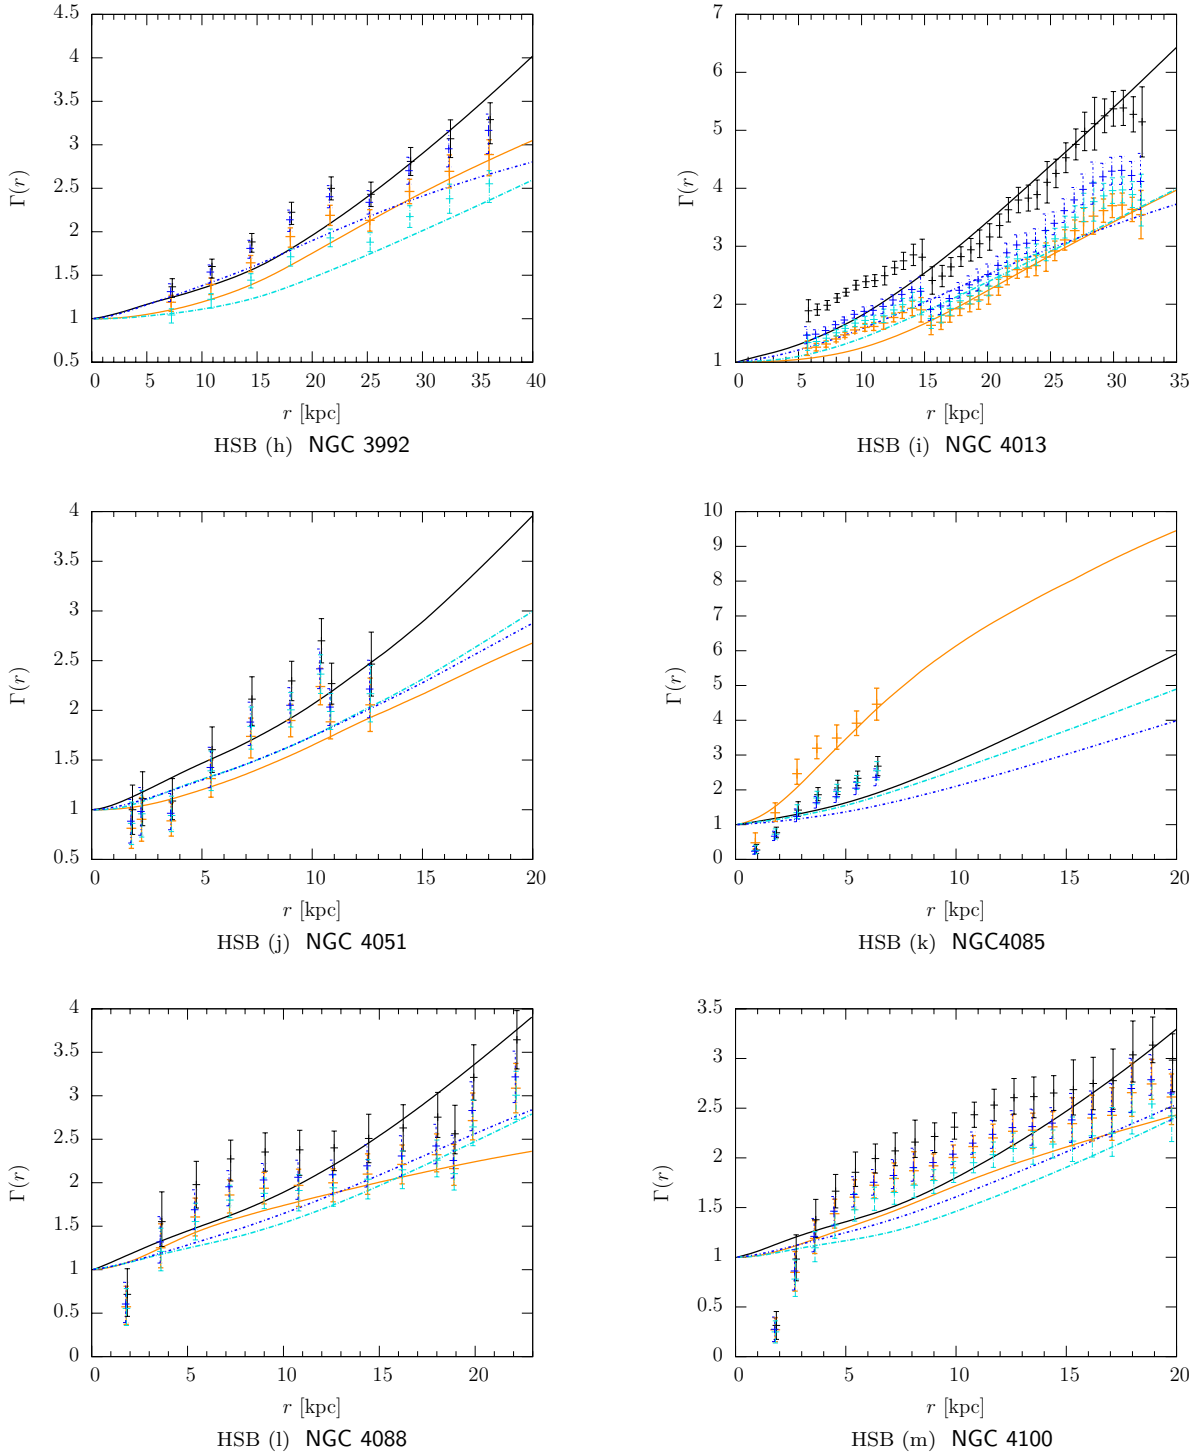 4.5
4
3.5
3
2.5
2
1.5
1
0.5
Γ(r)
0 5 10 15 20 25 30 35 40
r [kpc]
HSB (h) NGC 3992
7
6
5
4
3
2
1
Γ(r)
0 5 10 15 20 25 30 35
r [kpc]
HSB (i) NGC 4013
4
3.5
3
2.5
2
1.5
1
0.5
Γ(r)
0 5 10 15 20
r [kpc]
HSB (j) NGC 4051
10
9
8
7
6
5
4
3
2
1
0
Γ(r)
0 5 10 15 20
r [kpc]
HSB (k) NGC4085
4
3.5
3
2.5
2
1.5
1
0.5
0
Γ(r)
0 5 10 15 20
r [kpc]
HSB (l) NGC 4088
3.5
3
2.5
2
1.5
1
0.5
0
Γ(r)
0 5 10 15 20
r [kpc]
HSB (m) NGC 4100